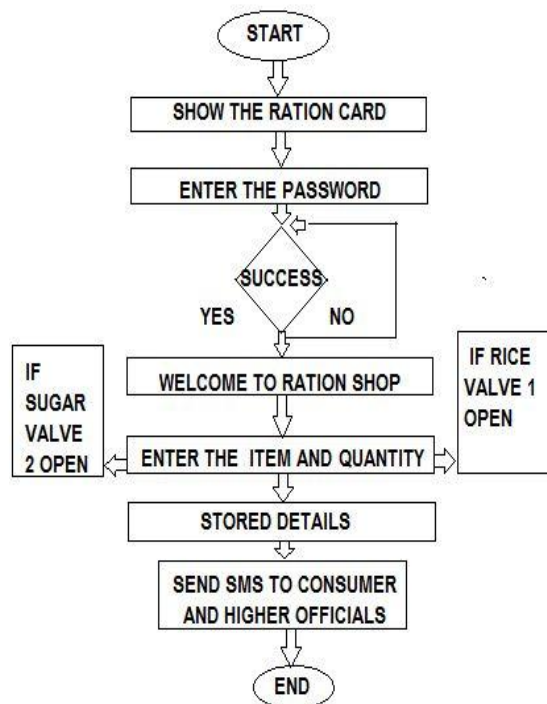 START
SHOW THE RATION CARD
ENTER THE PASSWORD
SUCCESS
YES
NO
WELCOME TO RATION SHOP
IF
SUGAR
VALVE
2 OPEN
IF RICE
VALVE 1
OPEN
ENTER THE ITEM AND QUANTITY
STORED DETAILS
SEND SMS TO CONSUMER
AND HIGHER OFFICIALS
END